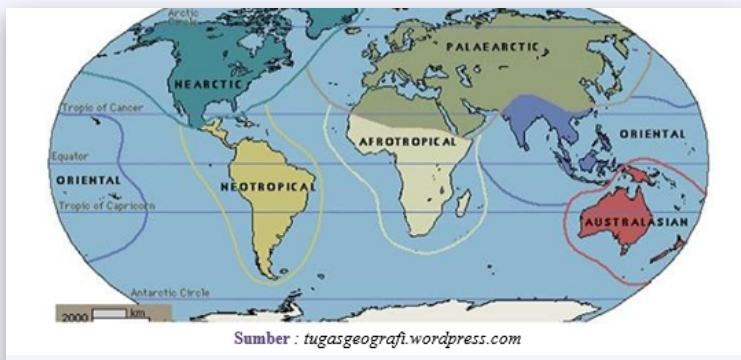 Arctic
Circle
PALAEARCTIC
NEARCTIC
Tropic of Cancer
AFROTROPICAL
ORIENTAL
Equator
ORIENTAL
NEOTROPICAL
Tropic of Capricorn
AUSTRALASIAN
Antarctic Circle
2000 km
Sumber : tugasgeografi.wordpress.com